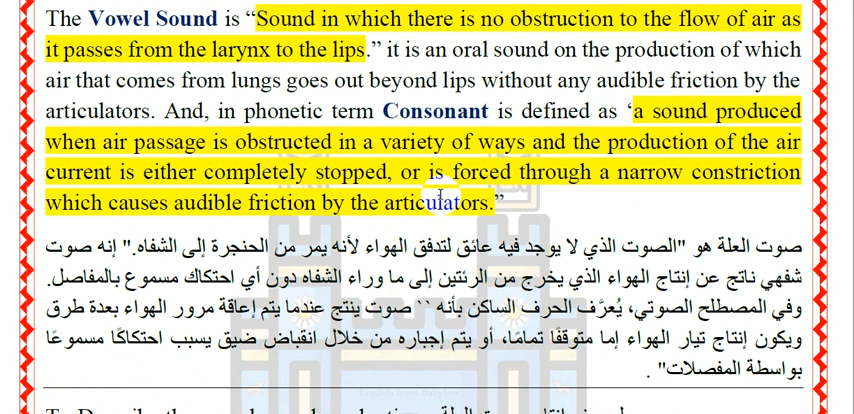 The Vowel Sound is “Sound in which there is no obstruction to the flow of air as
it passes from the larynx to the lips.” it is an oral sound on the production of which
air that comes from lungs goes out beyond lips without any audible friction by the
articulators. And, in phonetic term Consonant is defined as ‘a sound produced
when air passage is obstructed in a variety of ways and the production of the air
current is either completely stopped, or is forced through a narrow constriction
which causes audible friction by the articulators.”
صوت العلة هو "الصوت الذي لا يوجد فيه عائق لتدفق الهواء لأنه يمر من الحنجرة إلى الشفاه." إنه صوت
شفهي ناتج عن إنتاج الهواء الذي يخرج من الرئتين إلى ما وراء الشفاه دون أي احتكاك مسموع بالمفاصل.
وفي المصطلح الصوتي، يُعرَّف الحرف الساكن بأنه `` صوت ينتج عندما يتم إعاقة مرور الهواء بعدة طرق
ويكون إنتاج تيار الهواء إما متوقفًا تمامًا، أو يتم إجباره من خلال انقباض ضيق يسبب احتكاكًا مسموعًا
بواسطة المفصلات" .